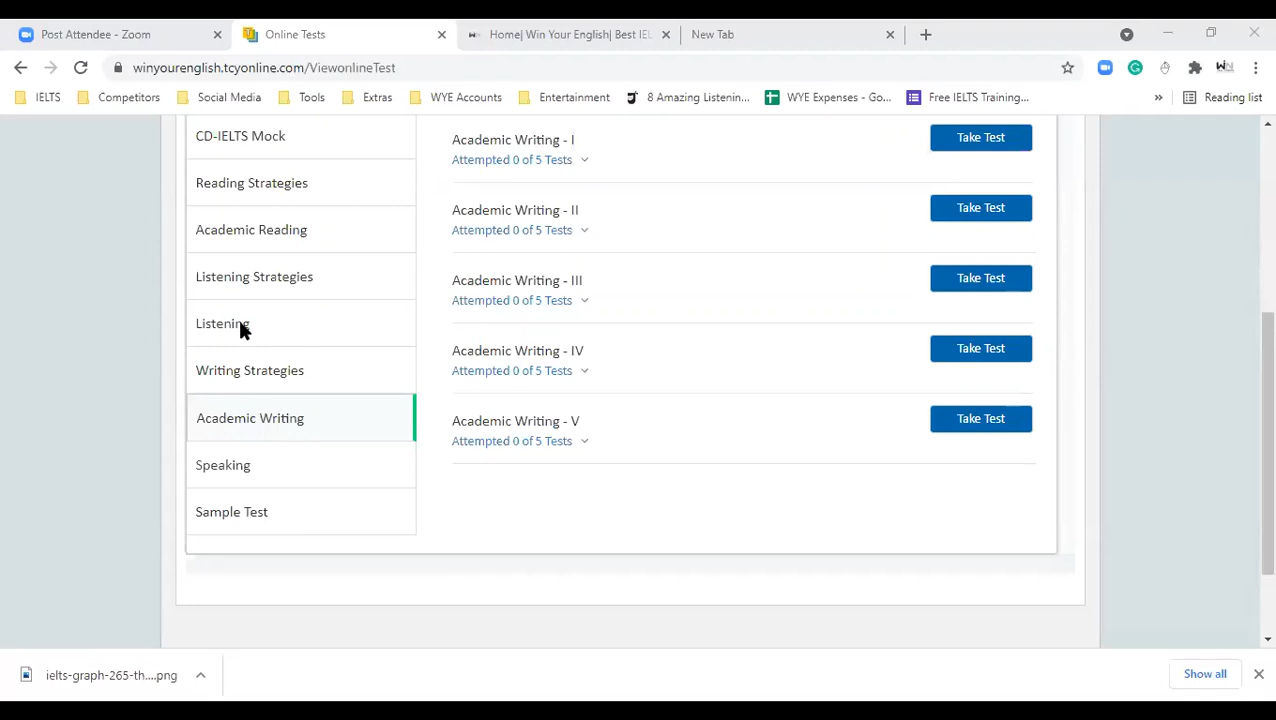 Post Attendee - Zoom
Online Tests
Home| Win Your English| Best IEL
New Tab
winyourenglish.tcyonline.com/ViewonlineTest
IELTS
Competitors
Social Media
Tools
Extras
WYE Accounts
Entertainment
8 Amazing Listenin...
WYE Expenses - Go...
Free IELTS Training...
»
Reading list
CD-IELTS Mock
Reading Strategies
Academic Reading
Listening Strategies
Listening
Writing Strategies
Academic Writing
Speaking
Sample Test
Academic Writing - I
Attempted 0 of 5 Tests
Take Test
Academic Writing - II
Attempted 0 of 5 Tests
Take Test
Academic Writing - III
Attempted 0 of 5 Tests
Take Test
Academic Writing - IV
Attempted 0 of 5 Tests
Take Test
Academic Writing - V
Attempted 0 of 5 Tests
Take Test
ielts-graph-265-th....png
Show all